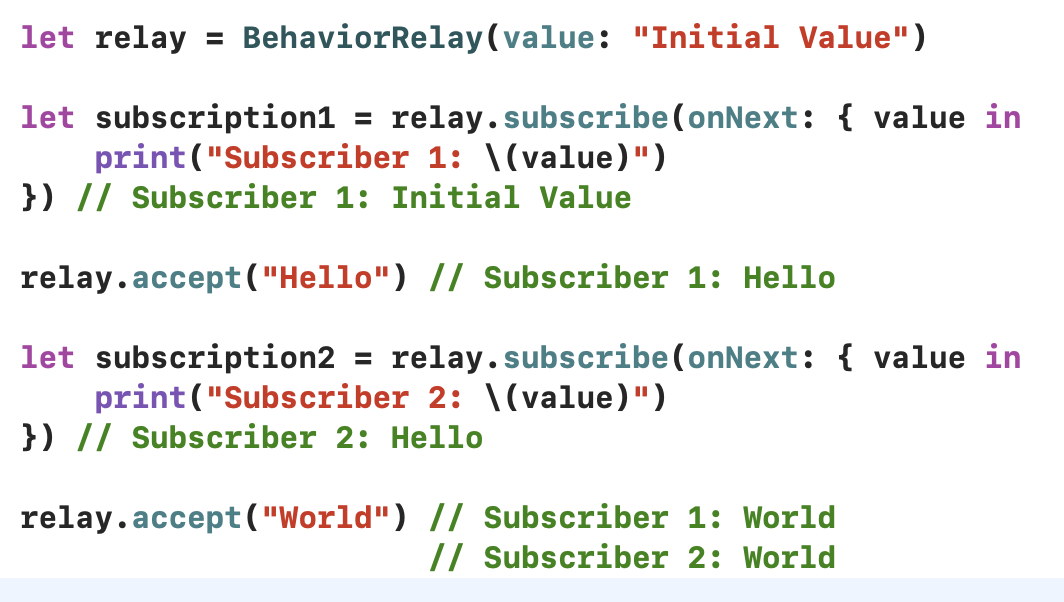 let relay = BehaviorRelay(value: "Initial Value")
let subscription1 = relay.subscribe(onNext: { value in
    print("Subscriber 1: \(value)")
}) // Subscriber 1: Initial Value
relay.accept("Hello") // Subscriber 1: Hello
let subscription2 = relay.subscribe(onNext: { value in
    print("Subscriber 2: \(value)")
}) // Subscriber 2: Hello
relay.accept("World") // Subscriber 1: World
                      // Subscriber 2: World